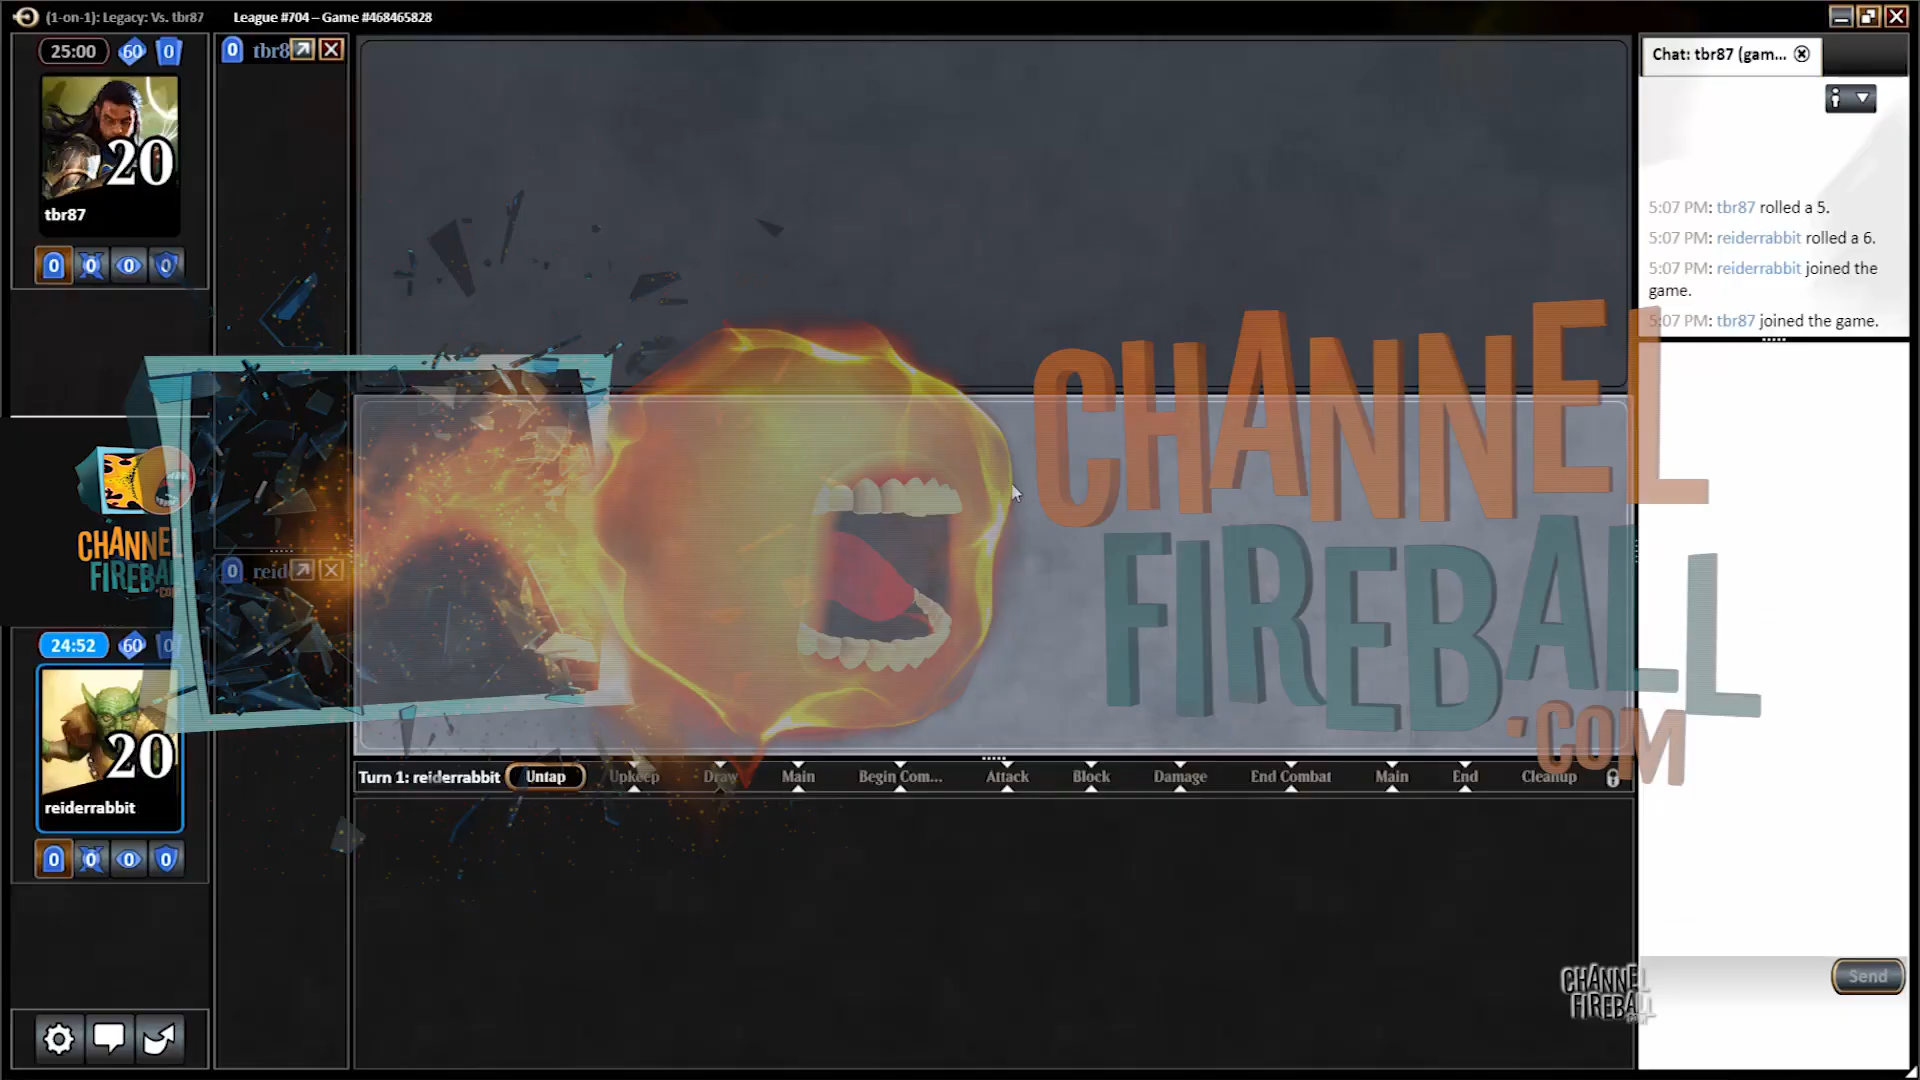 (1-on-1): Legacy: Vs. tbr87
League #704 – Game #468465828
25:00
60
0
20
tbr87
0
0
0
0
0
tbr8
Chat: tbr87 (gam...
5:07 PM: tbr87 rolled a 5.
5:07 PM: reiderrabbit rolled a 6.
5:07 PM: reiderrabbit joined the
game.
5:07 PM: tbr87 joined the game.
CHANNEL
FIREBALL
.COM
CHANNEL
FIREBALL
.COM
0
reid
24:52
60
0
20
reiderrabbit
0
0
0
0
Turn 1: reiderrabbit
Untap
Upkeep
Draw
Main
Begin Com...
Attack
Block
Damage
End Combat
Main
End
Cleanup
CHANNEL
FIREBALL
Send